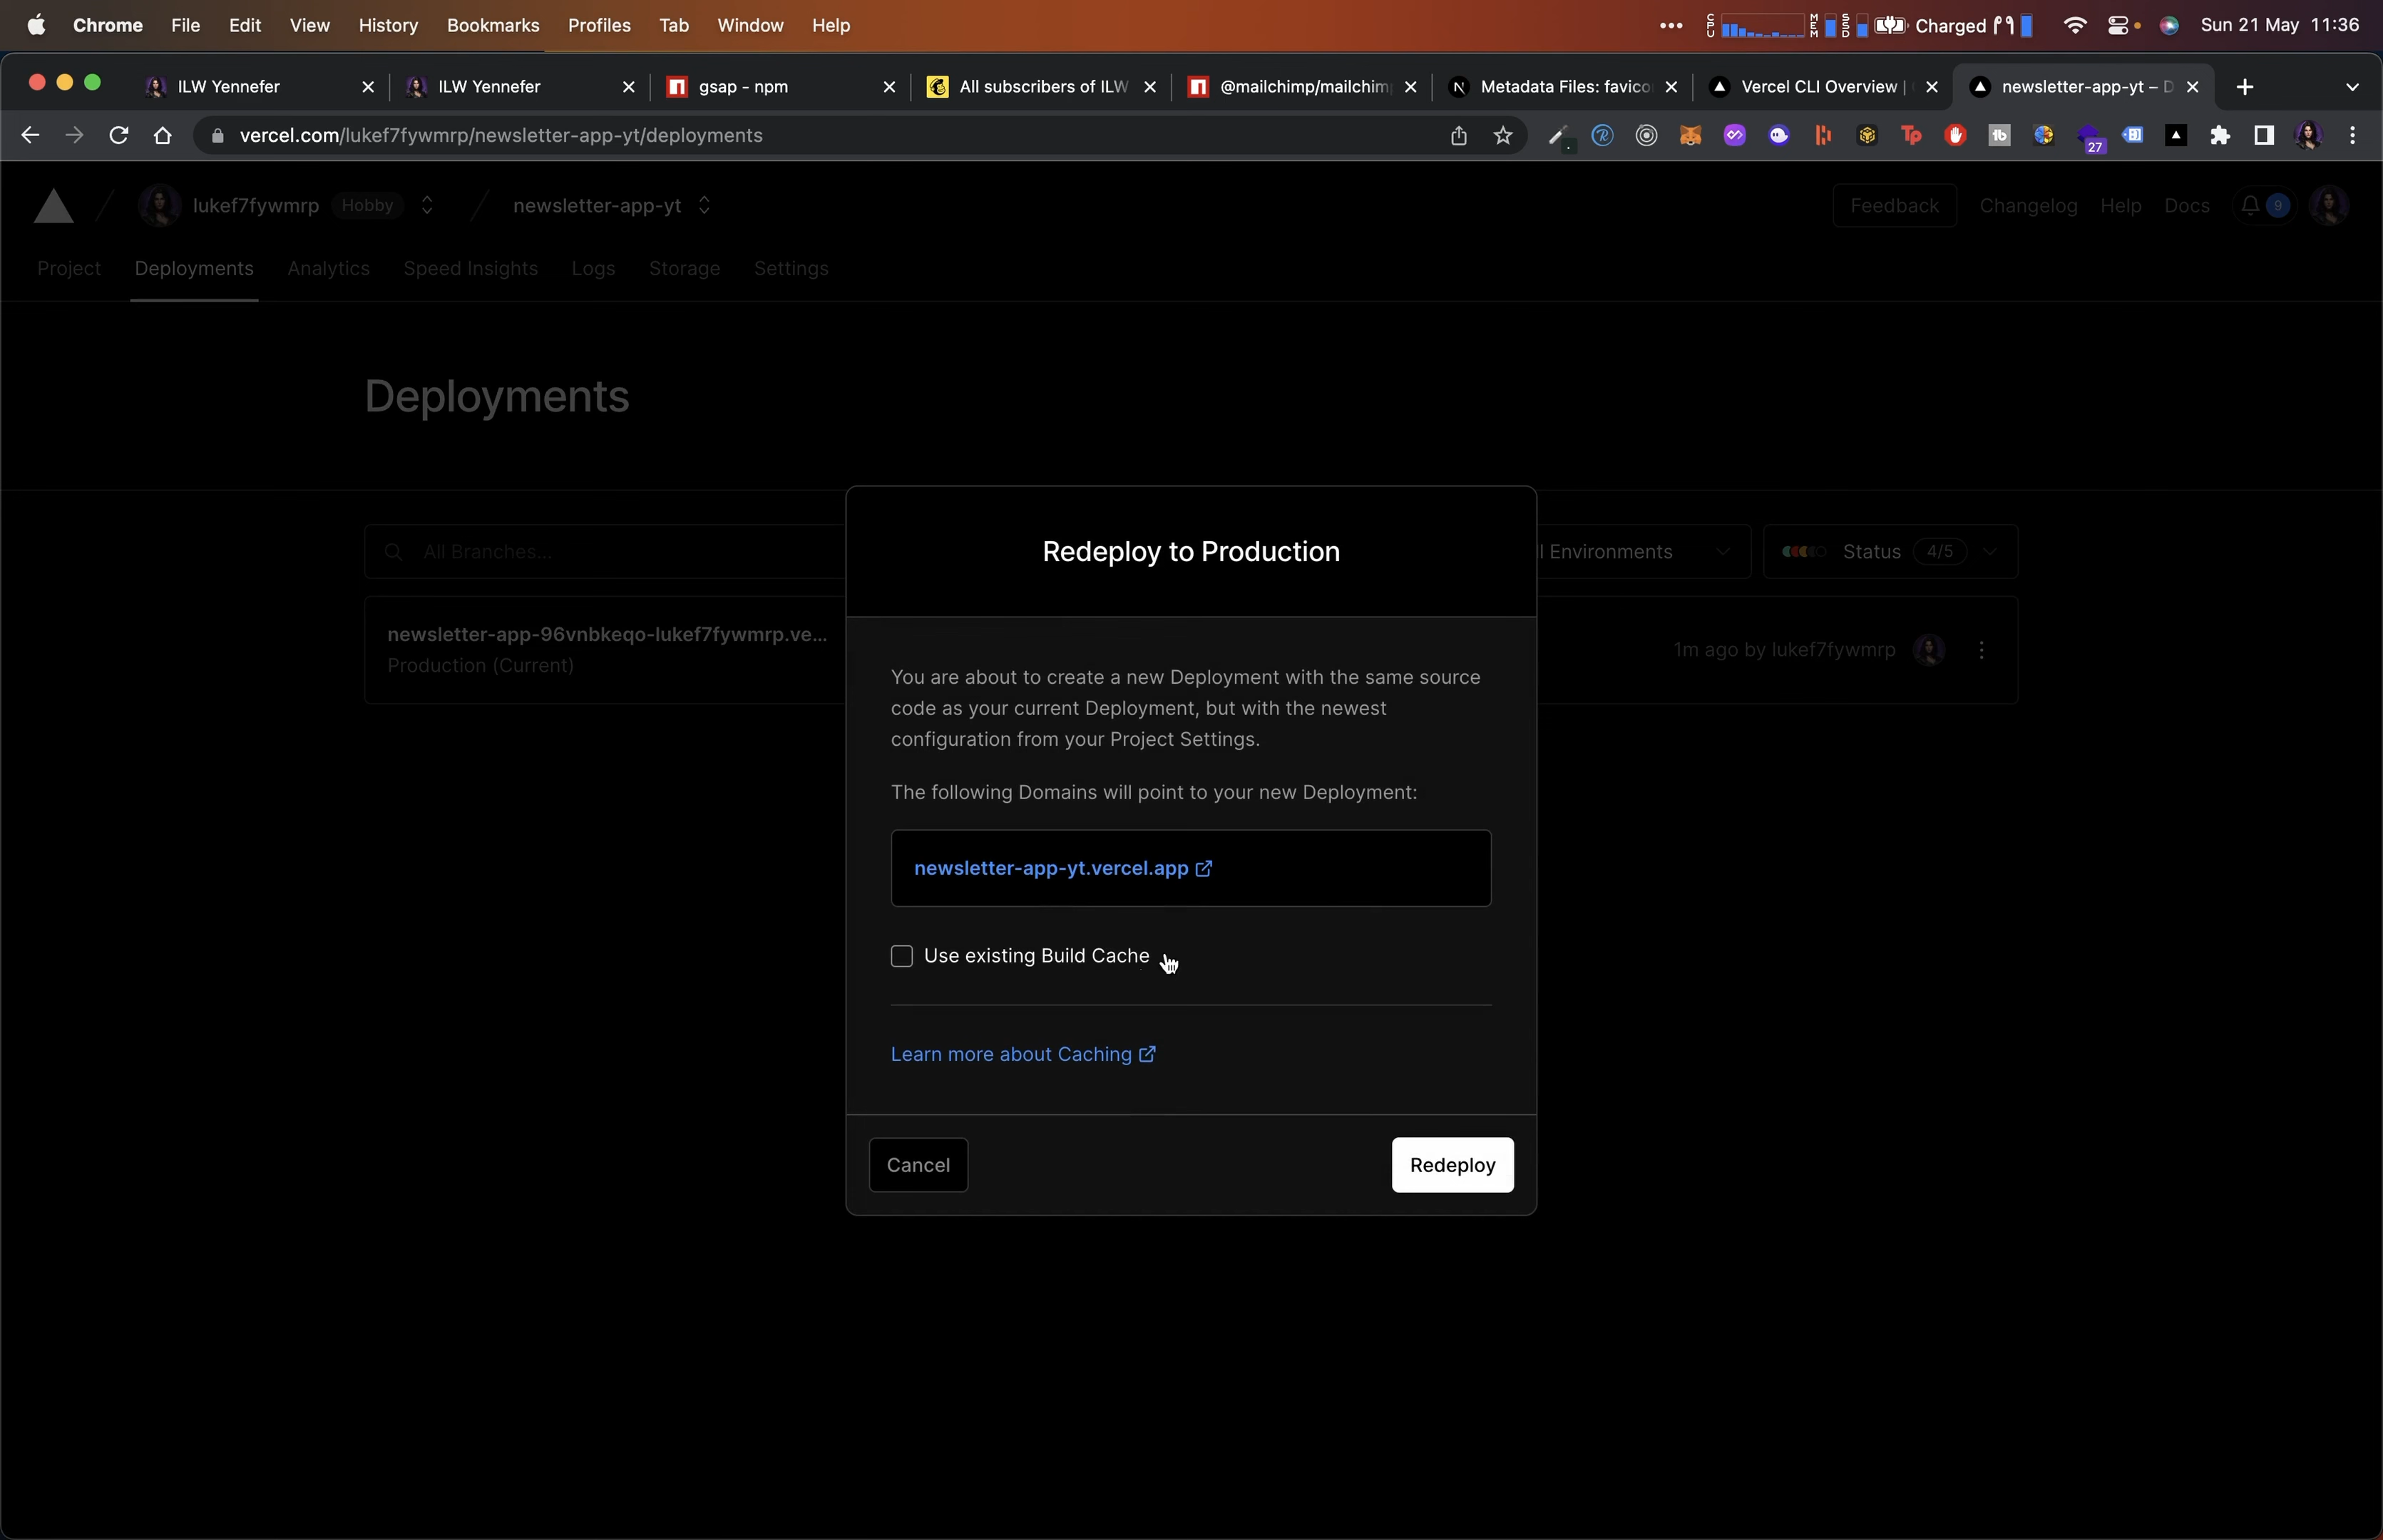 Chrome File Edit View History Bookmarks Profiles Tab Window Help
CPU MEM SSD Charged Sun 21 May 11:36
ILW Yennefer ILW Yennefer gsap - npm All subscribers of ILW @mailchimp/mailchim Metadata Files: favico Vercel CLI Overview | newsletter-app-yt – D
vercel.com/lukef7fywmrp/newsletter-app-yt/deployments 27
lukef7fywmrp Hobby newsletter-app-yt Feedback Changelog Help Docs 9
Project Deployments Analytics Speed Insights Logs Storage Settings
Deployments
All Branches... Environments Status 4/5
newsletter-app-96vnbkeqo-lukef7fywmrp.ve...
Production (Current)
1m ago by lukef7fywmrp
Redeploy to Production
You are about to create a new Deployment with the same source
code as your current Deployment, but with the newest
configuration from your Project Settings.
The following Domains will point to your new Deployment:
newsletter-app-yt.vercel.app
Use existing Build Cache
Learn more about Caching
Cancel Redeploy